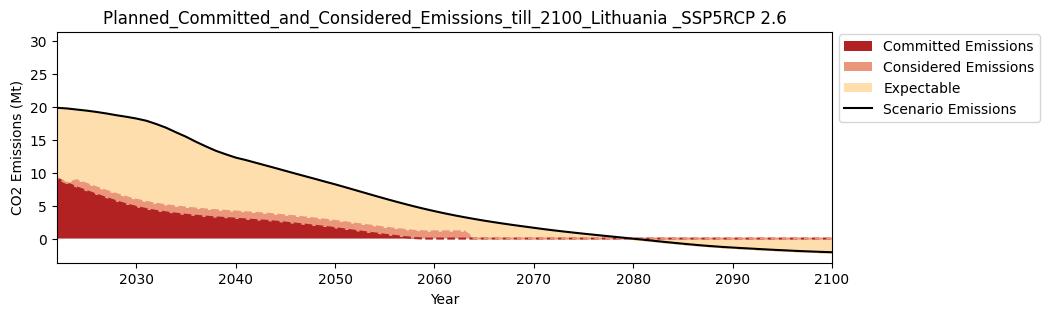 Planned_Committed_and_Considered_Emissions_till_2100_Lithuania _SSP5RCP 2.6
30
25
20
15
10
5
0
CO2 Emissions (Mt)
2030
2040
2050
2060
2070
2080
2090
2100
Year
Committed Emissions
Considered Emissions
Expectable
Scenario Emissions